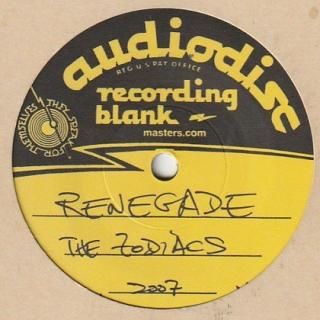 audiodisc
REG U S PAT OFFICE
recording
blank
masters.com
THEY SPEAK FOR THEMSELVES
RENEGADE
THE ZODIACS
2007